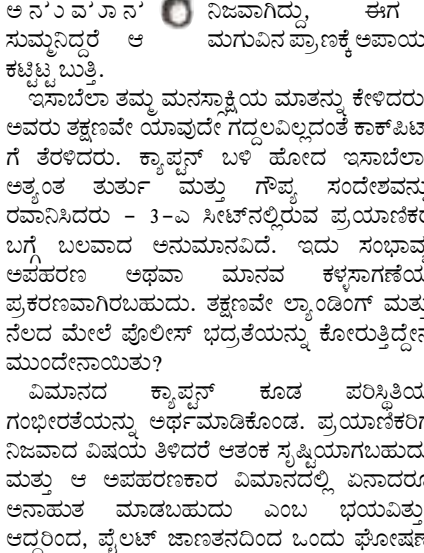 ನಿಜವಾಗಿದ್ದು, ಈಗ
ಸುಮ್ಮನಿದ್ದರೆ ಆ ಮಗುವಿನ ಪ್ರಾಣಕ್ಕೆ ಅಪಾಯ
ಕಟ್ಟಿಟ್ಟ ಬುತ್ತಿ.
ಇಸಾಬೆಲಾ ತಮ್ಮ ಮನಸ್ಸಾಕ್ಷಿಯ ಮಾತನ್ನು ಕೇಳಿದರು
ಅವರು ತಕ್ಷಣವೇ ಯಾವುದೇ ಗದ್ದಲವಿಲ್ಲದಂತೆ ಕಾಕ್‌ಪಿಟ್
ಗೆ ತೆರಳಿದರು. ಕ್ಯಾಪ್ಟನ್ ಬಳಿ ಹೋದ ಇಸಾಬೆಲಾ
ಅತ್ಯಂತ ತುರ್ತು ಮತ್ತು ಗೌಪ್ಯ ಸಂದೇಶವನ್ನು
ರವಾನಿಸಿದರು – 3-ಎ ಸೀಟ್‌ನಲ್ಲಿರುವ ಪ್ರಯಾಣಿಕರ
ಬಗ್ಗೆ ಬಲವಾದ ಅನುಮಾನವಿದೆ. ಇದು ಸಂಭಾವ್ಯ
ಅಪಹರಣ ಅಥವಾ ಮಾನವ ಕಳ್ಳಸಾಗಣೆಯ
ಪ್ರಕರಣವಾಗಿರಬಹುದು. ತಕ್ಷಣವೇ ಲ್ಯಾಂಡಿಂಗ್ ಮತ್ತು
ನೆಲದ ಮೇಲೆ ಪೊಲೀಸ್ ಭದ್ರತೆಯನ್ನು ಕೋರುತ್ತಿದ್ದೇನೆ
ಮುಂದೇನಾಯಿತು?
ವಿಮಾನದ ಕ್ಯಾಪ್ಟನ್ ಕೂಡ ಪರಿಸ್ಥಿತಿಯ
ಗಂಭೀರತೆಯನ್ನು ಅರ್ಥಮಾಡಿಕೊಂಡ. ಪ್ರಯಾಣಿಕರಿಗೆ
ನಿಜವಾದ ವಿಷಯ ತಿಳಿದರೆ ಆತಂಕ ಸೃಷ್ಟಿಯಾಗಬಹುದು
ಮತ್ತು ಆ ಅಪಹರಣಕಾರ ವಿಮಾನದಲ್ಲಿ ಏನಾದರೂ
ಅನಾಹುತ ಮಾಡಬಹುದು ಎಂಬ ಭಯವಿತ್ತು
ಆದ್ದರಿಂದ, ಪೈಲಟ್ ಜಾಣತನದಿಂದ ಒಂದು ಘೋಷಣೆ